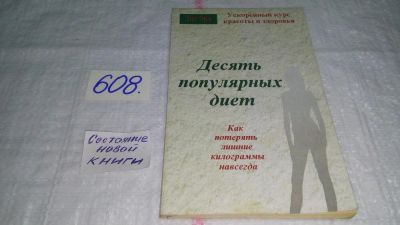 Ускоренный курс
красоты и здоровья
Десять
популярных
диет
Как
потерять
лишние
килограммы
навсегда
608.
Состояние
новой
книги